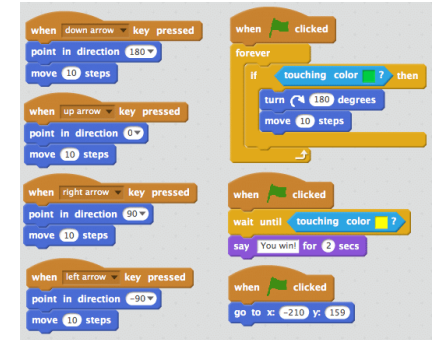 when down arrow key pressed
point in direction 180
move 10 steps
when up arrow key pressed
point in direction 0
move 10 steps
when right arrow key pressed
point in direction 90
move 10 steps
when left arrow key pressed
point in direction -90
move 10 steps
when clicked
forever
if touching color ? then
turn 180 degrees
move 10 steps
when clicked
wait until touching color ?
say You win! for 2 secs
when clicked
go to x: -210 y: 159